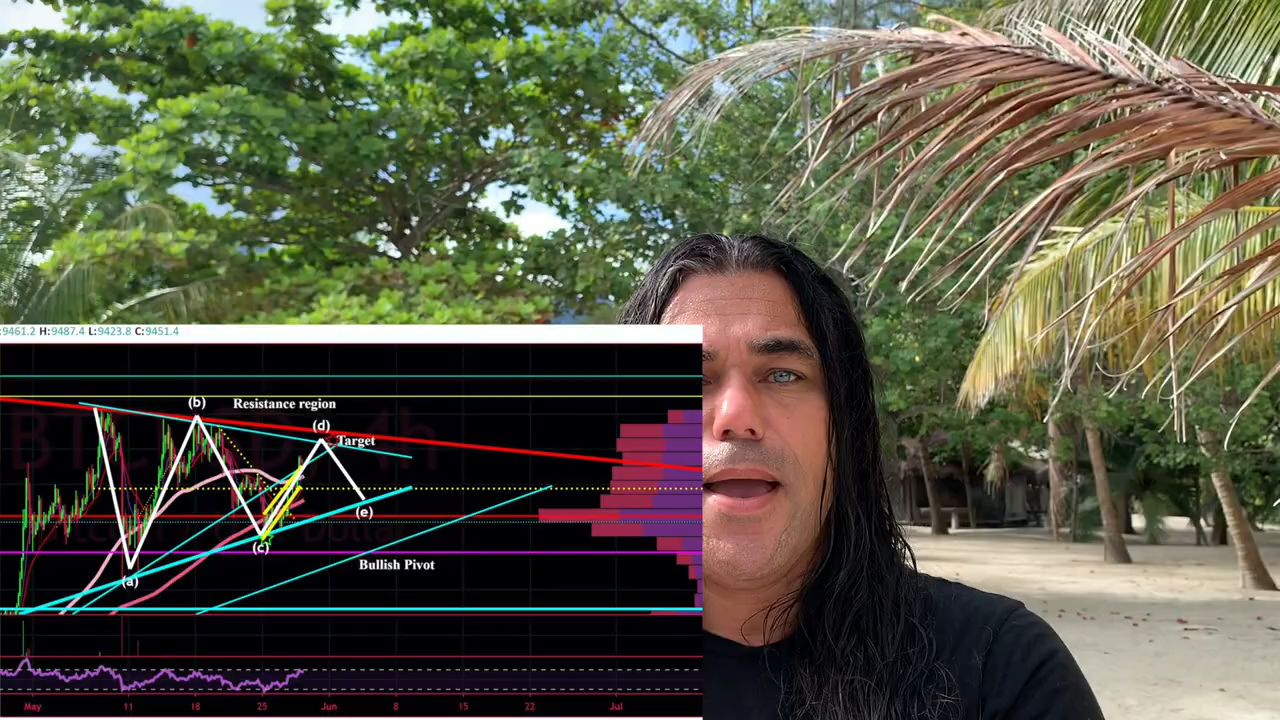 :9461.2 H:9487.4 L:9423.8 C:9451.4
(b)
Resistance region
(d)
Target
(e)
(c)
Bullish Pivot
(a)
May 11 18 25 Jun 8 15 22 Jul